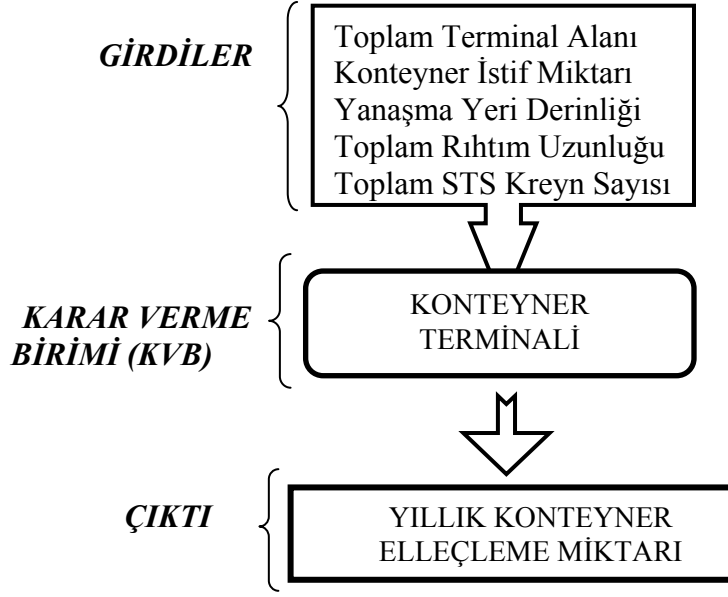 GİRDİLER
Toplam Terminal Alanı
Konteyner İstif Miktarı
Yanaşma Yeri Derinliği
Toplam Rıhtım Uzunluğu
Toplam STS Kreyn Sayısı
KARAR VERME
BİRİMİ (KVB)
KONTEYNER
TERMİNALİ
ÇIKTI
YILLIK KONTEYNER
ELLEÇLEME MİKTARI